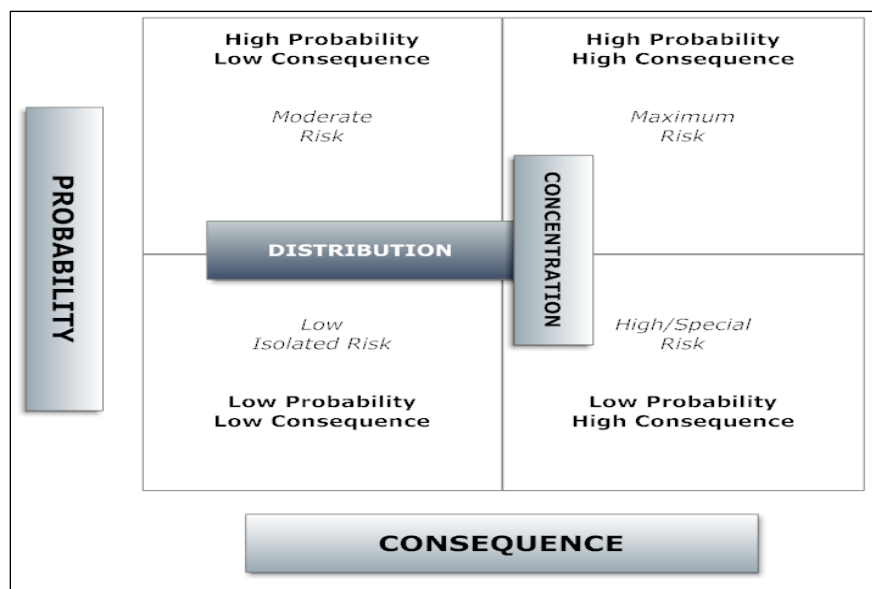 High Probability
Low Consequence
Moderate
Risk
High Probability
High Consequence
Maximum
Risk
PROBABILITY
DISTRIBUTION
CONCENTRATION
Low
Isolated Risk
Low Probability
Low Consequence
High/Special
Risk
Low Probability
High Consequence
CONSEQUENCE